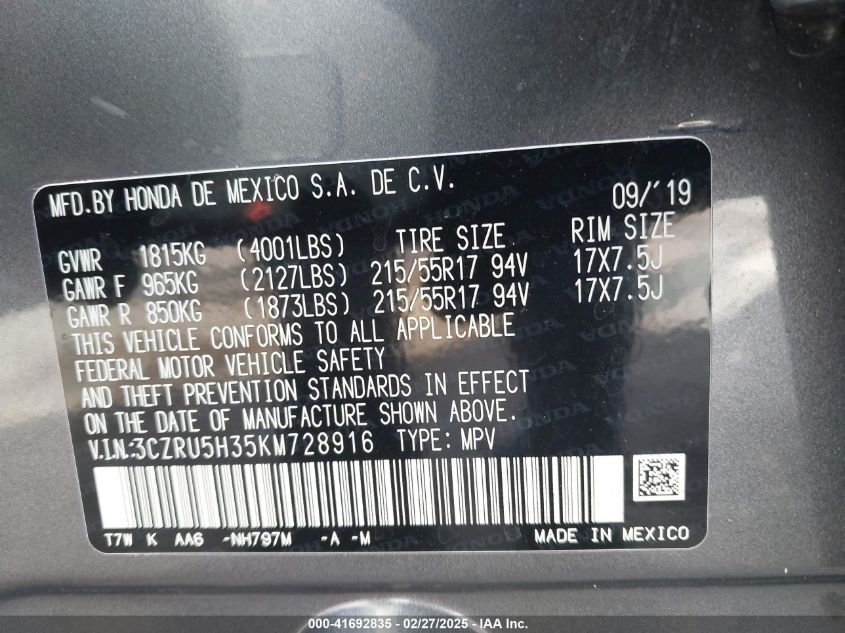 MFD.BY HONDA DE MEXICO S.A. DE C.V. 09/'19
GVWR 1815KG (4001LBS) TIRE SIZE RIM SIZE
GAWR F 965KG (2127LBS) 215/55R17 94V 17X7.5J
GAWR R 850KG (1873LBS) 215/55R17 94V 17X7.5J
THIS VEHICLE CONFORMS TO ALL APPLICABLE
FEDERAL MOTOR VEHICLE SAFETY
AND THEFT PREVENTION STANDARDS IN EFFECT
ON THE DATE OF MANUFACTURE SHOWN ABOVE.
V.I.N.:3CZRU5H35KM728916 TYPE: MPV
T7W K AA6 -NH797M -A -M MADE IN MEXICO
000-41692835 - 02/27/2025 - IAA Inc.